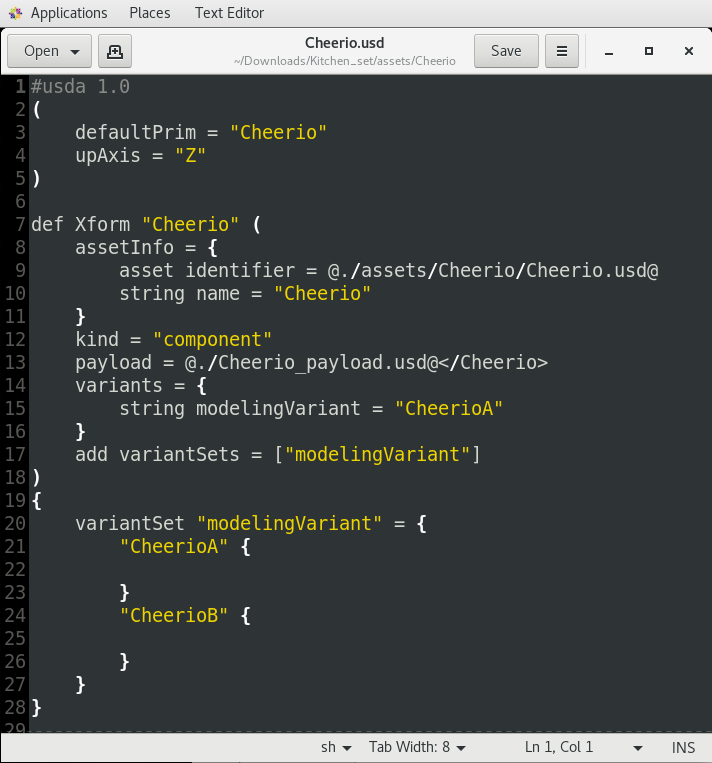 Applications Places Text Editor
Open Cheerio.usd Save
~/Downloads/Kitchen_set/assets/Cheerio
1 #usda 1.0
2 (
3     defaultPrim = "Cheerio"
4     upAxis = "Z"
5 )
6
7 def Xform "Cheerio" (
8     assetInfo = {
9         asset identifier = @./assets/Cheerio/Cheerio.usd@
10         string name = "Cheerio"
11     }
12     kind = "component"
13     payload = @./Cheerio_payload.usd@</Cheerio>
14     variants = {
15         string modelingVariant = "CheerioA"
16     }
17     add variantSets = ["modelingVariant"]
18 )
19 {
20     variantSet "modelingVariant" = {
21         "CheerioA" {
22
23         }
24         "CheerioB" {
25
26         }
27     }
28 }
29
sh Tab Width: 8 Ln 1, Col 1 INS